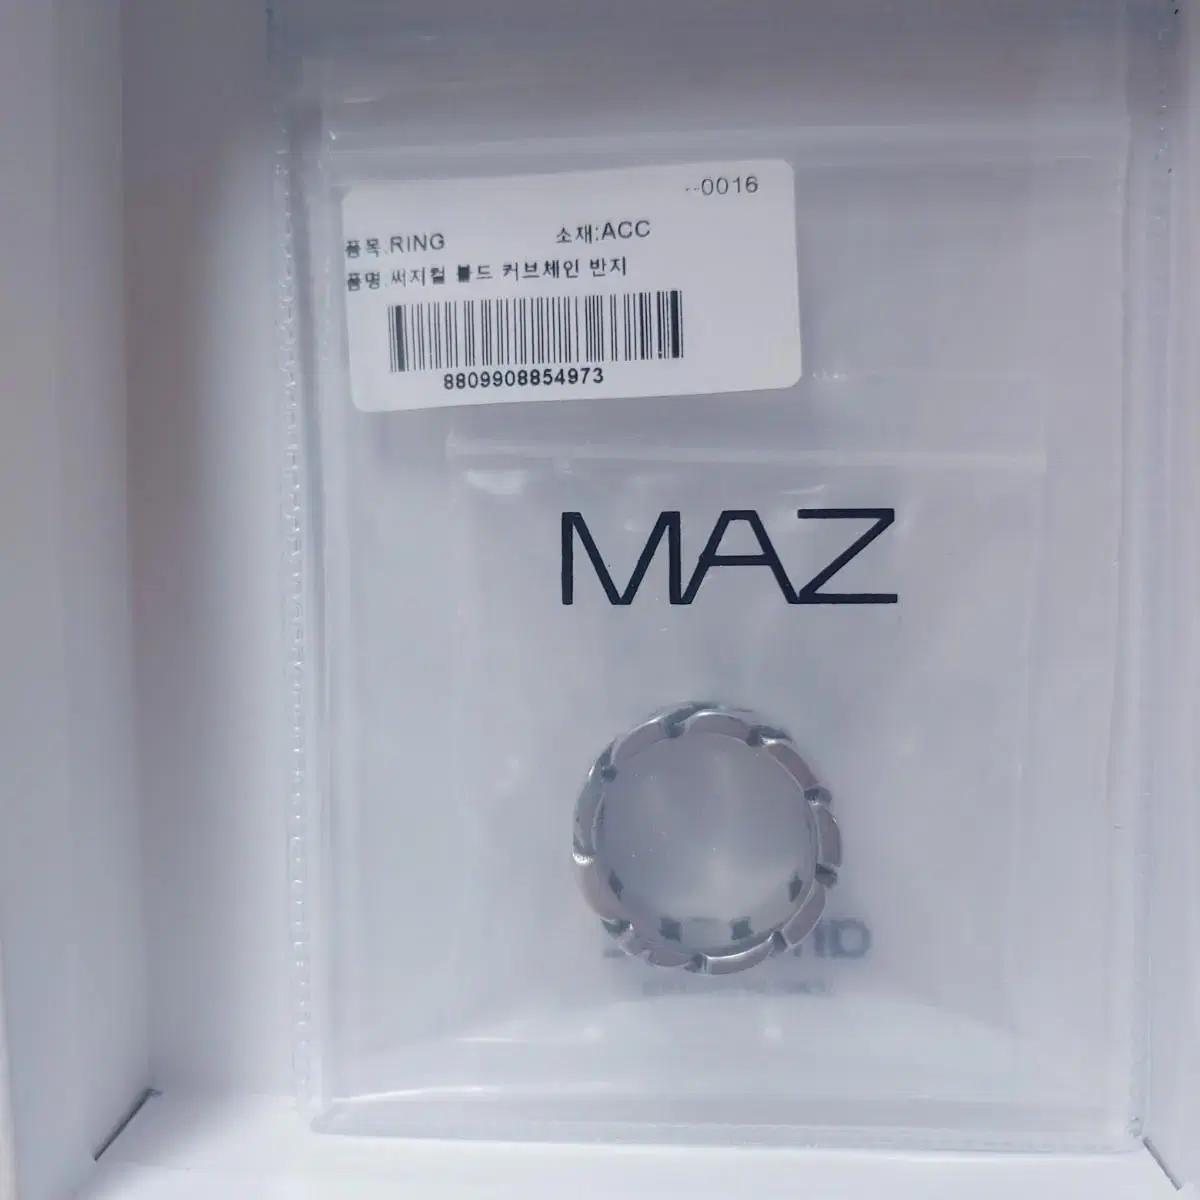 --0016
품목.RING 소재:ACC
품명.써지컬 볼드 커브체인 반지
8809908854973
MAZ